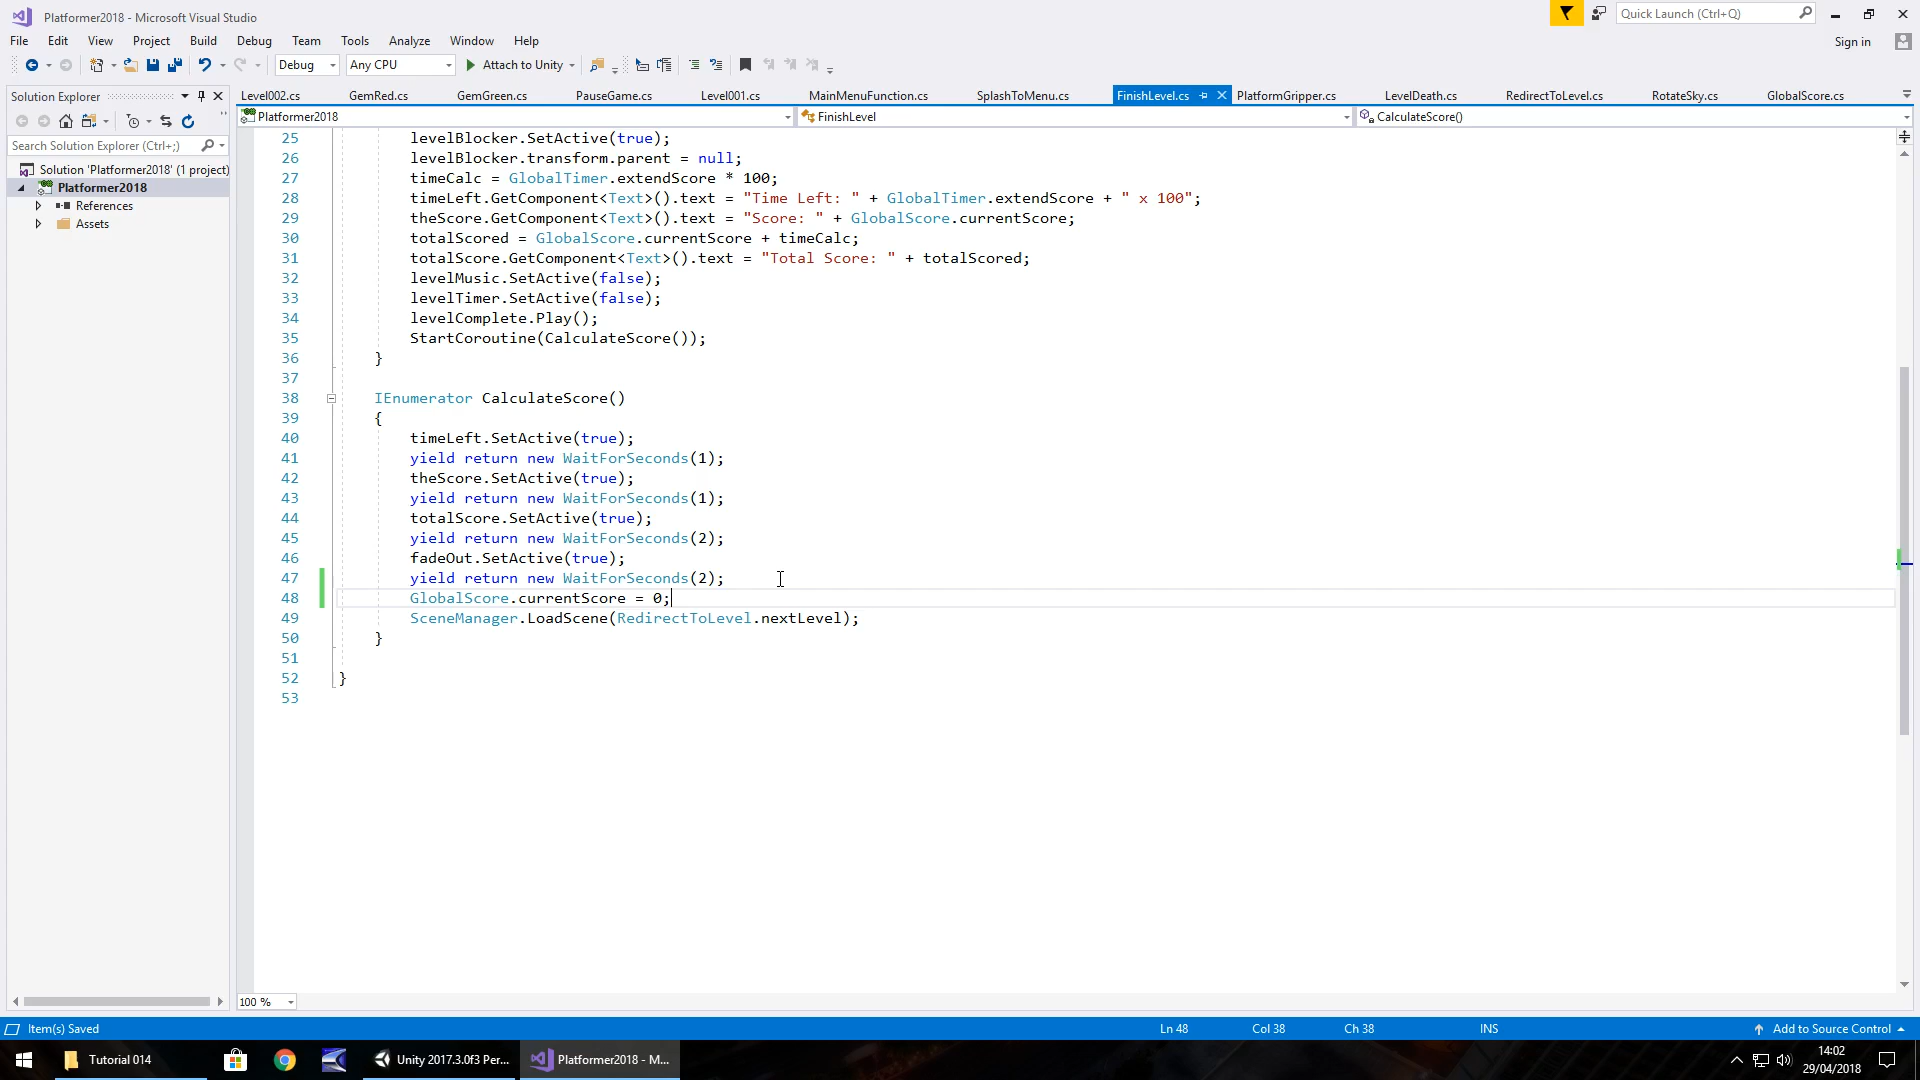 Platformer2018 - Microsoft Visual Studio
Quick Launch (Ctrl+Q)
File Edit View Project Build Debug Team Tools Analyze Window Help
Sign in
Debug Any CPU Attach to Unity
Solution Explorer
Level002.cs GemRed.cs GemGreen.cs PauseGame.cs Level001.cs MainMenuFunction.cs SplashToMenu.cs FinishLevel.cs PlatformGripper.cs LevelDeath.cs RedirectToLevel.cs RotateSky.cs GlobalScore.cs
Platformer2018 FinishLevel CalculateScore()
Search Solution Explorer (Ctrl+;)
Solution 'Platformer2018' (1 project)
Platformer2018
References
Assets
25 levelBlocker.SetActive(true);
26 levelBlocker.transform.parent = null;
27 timeCalc = GlobalTimer.extendScore * 100;
28 timeLeft.GetComponent<Text>().text = "Time Left: " + GlobalTimer.extendScore + " x 100";
29 theScore.GetComponent<Text>().text = "Score: " + GlobalScore.currentScore;
30 totalScored = GlobalScore.currentScore + timeCalc;
31 totalScore.GetComponent<Text>().text = "Total Score: " + totalScored;
32 levelMusic.SetActive(false);
33 levelTimer.SetActive(false);
34 levelComplete.Play();
35 StartCoroutine(CalculateScore());
36 }
37
38 IEnumerator CalculateScore()
39 {
40 timeLeft.SetActive(true);
41 yield return new WaitForSeconds(1);
42 theScore.SetActive(true);
43 yield return new WaitForSeconds(1);
44 totalScore.SetActive(true);
45 yield return new WaitForSeconds(2);
46 fadeOut.SetActive(true);
47 yield return new WaitForSeconds(2);
48 GlobalScore.currentScore = 0;
49 SceneManager.LoadScene(RedirectToLevel.nextLevel);
50 }
51
52 }
53
100 %
Item(s) Saved Ln 48 Col 38 Ch 38 INS Add to Source Control
Tutorial 014 Unity 2017.3.0f3 Per... Platformer2018 - M...
14:02
29/04/2018